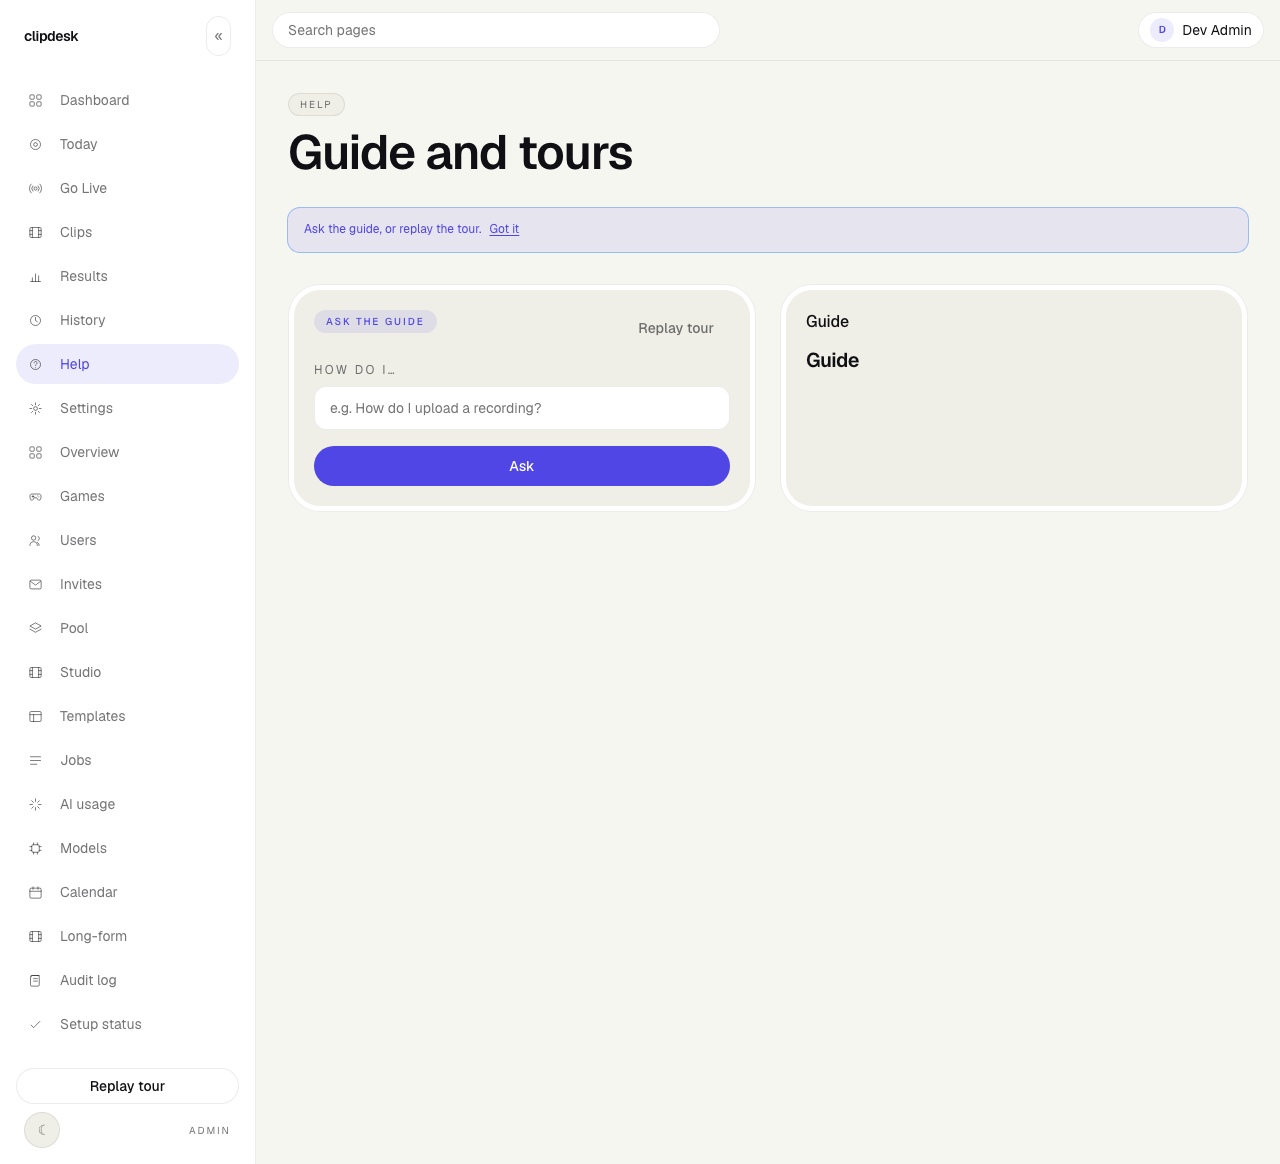 clipdesk
«
Dashboard
Today
Go Live
Clips
Results
History
Help
Settings
Overview
Games
Users
Invites
Pool
Studio
Templates
Jobs
AI usage
Models
Calendar
Long-form
Audit log
Setup status
Replay tour
ADMIN
Search pages
D Dev Admin
HELP
Guide and tours
Ask the guide, or replay the tour. Got it
ASK THE GUIDE
Replay tour
HOW DO I…
e.g. How do I upload a recording?
Ask
Guide
Guide